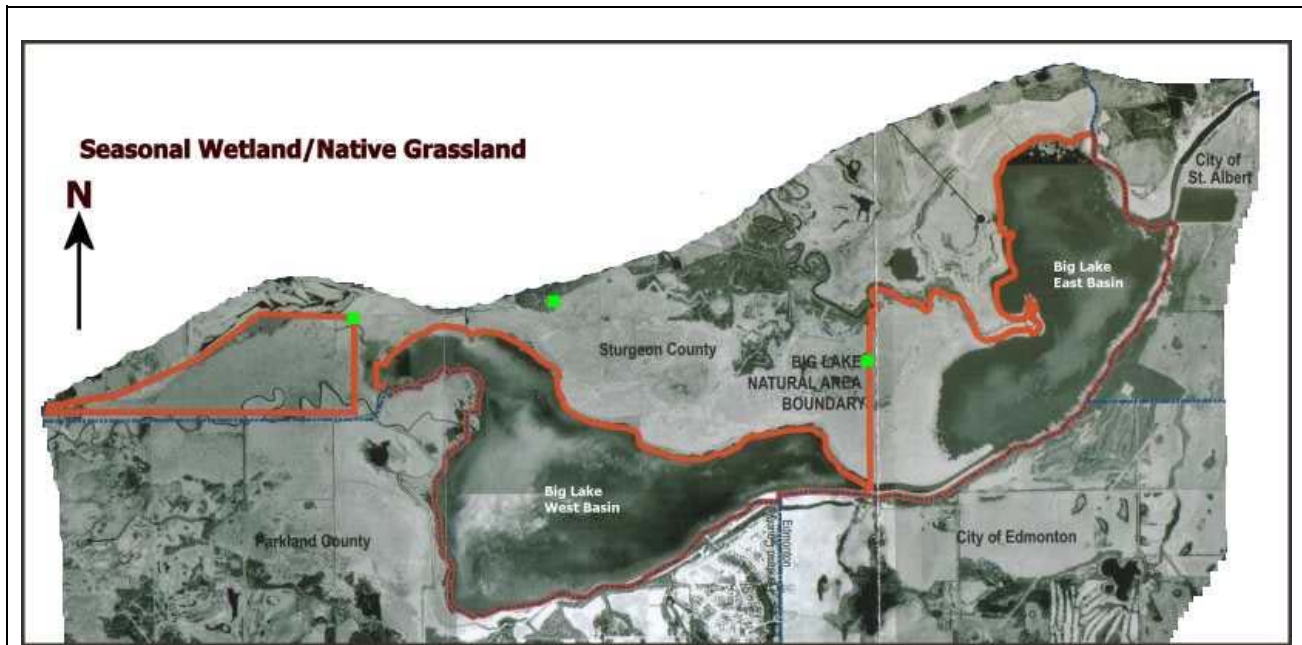 Seasonal Wetland/Native Grassland
N
City of
St. Albert
Big Lake
East Basin
Sturgeon County
BIG LAKE
NATURAL AREA
BOUNDARY
Big Lake
West Basin
Parkland County
Edmonton
City of Edmonton